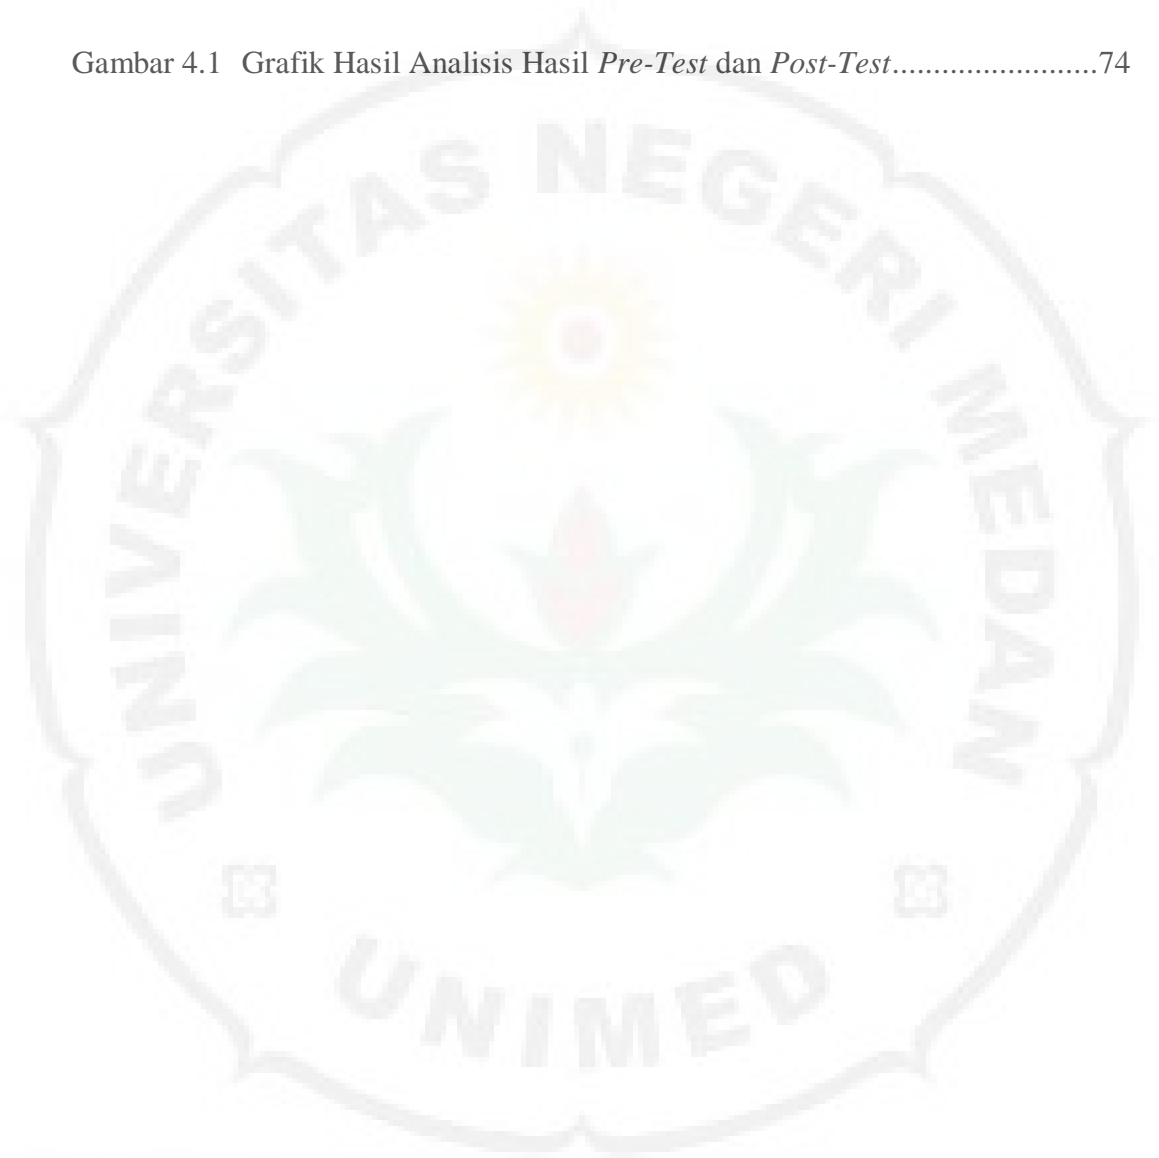 Gambar 4.1 Grafik Hasil Analisis Hasil Pre-Test dan Post-Test.........................74
UNIVERSITAS NEGERI MEDAN
UNIMED